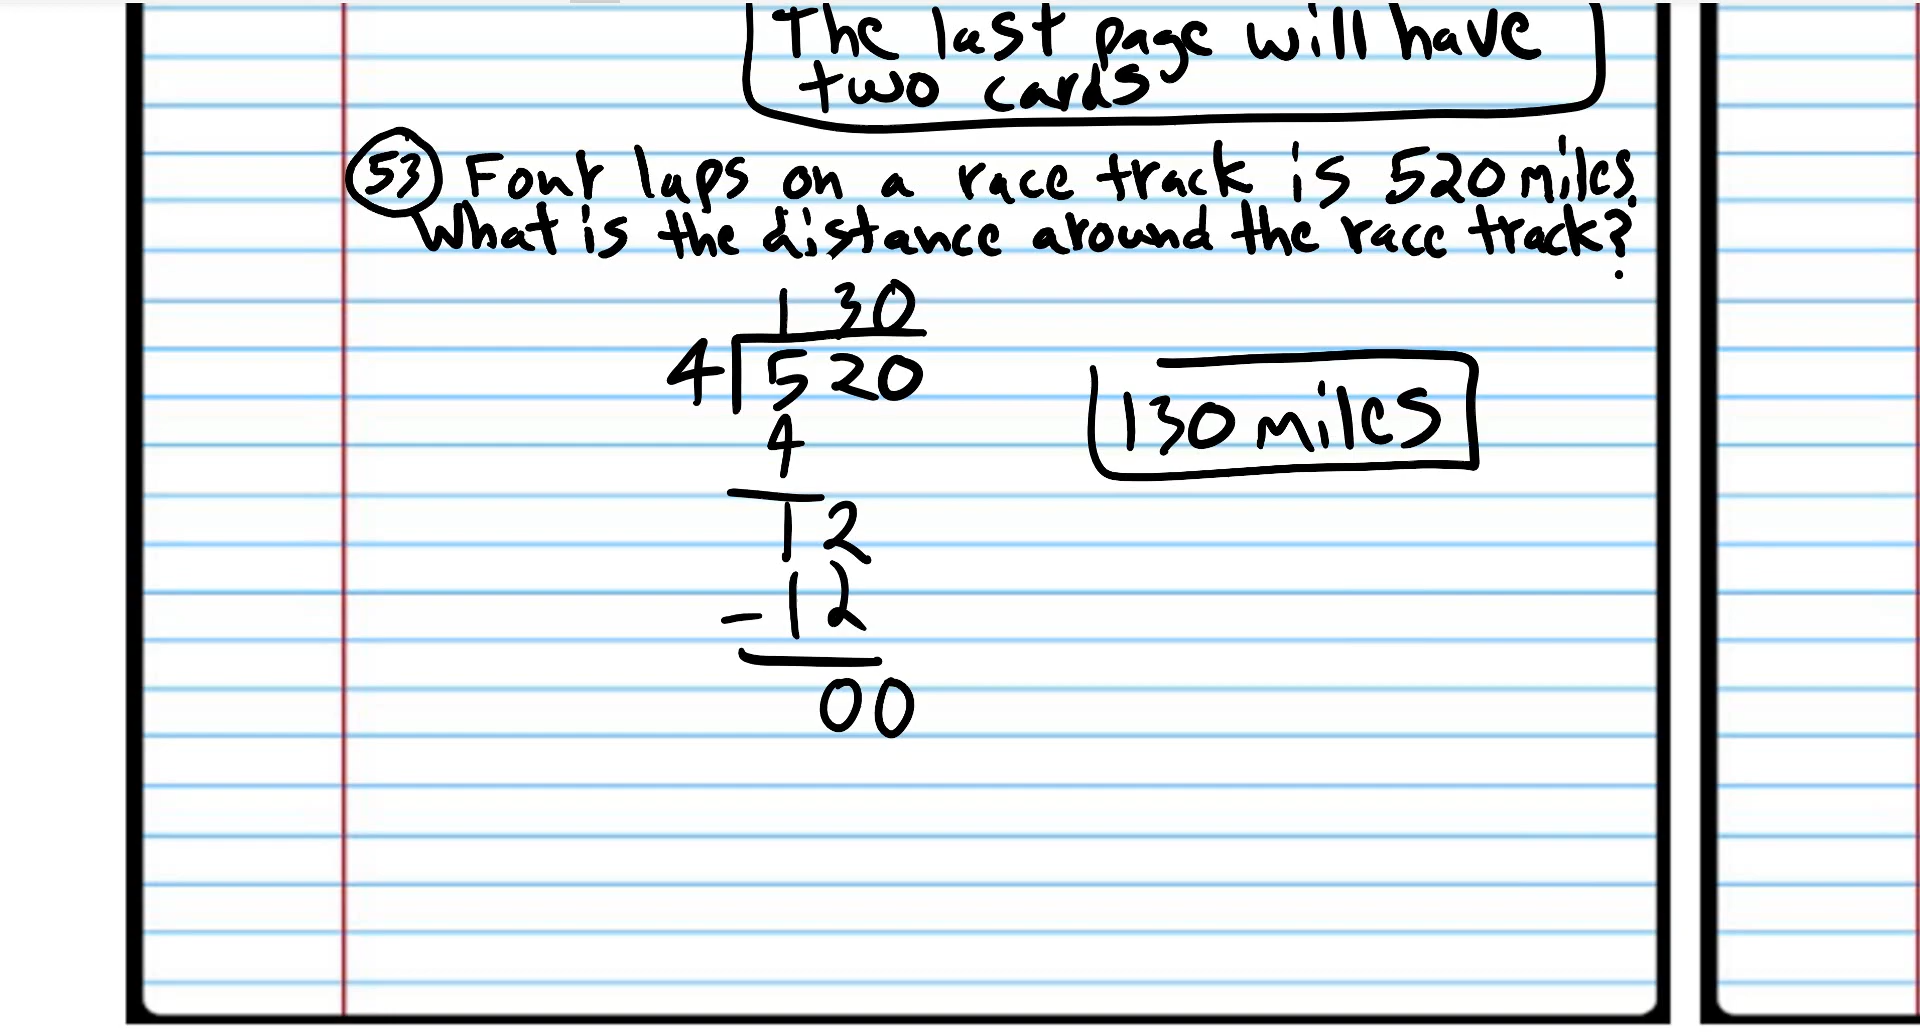 The last page will have
two cards
53 Four laps on a race track is 520 miles.
What is the distance around the race track?
130
4 520
4
12
130 miles
-12
00